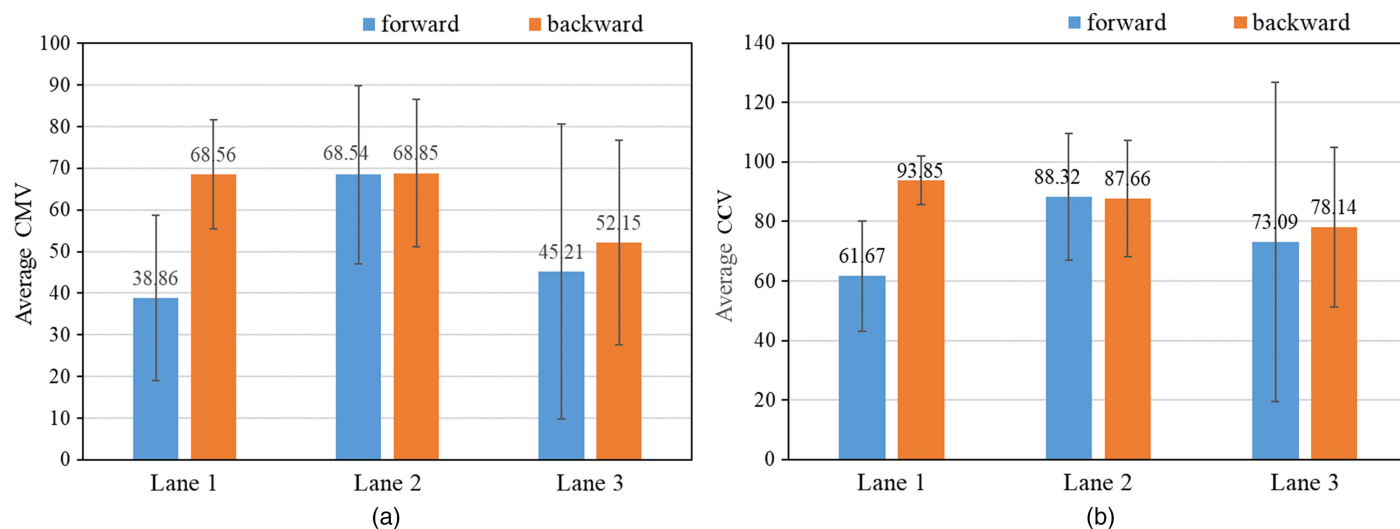 forward
backward
100
90
80
70
60
50
40
30
20
10
0
Average CMV
38.86
68.56
68.54
68.85
45.21
52.15
Lane 1
Lane 2
Lane 3
(a)
forward
backward
140
120
100
80
60
40
20
0
Average CCV
61.67
93.85
88.32
87.66
73.09
78.14
Lane 1
Lane 2
Lane 3
(b)